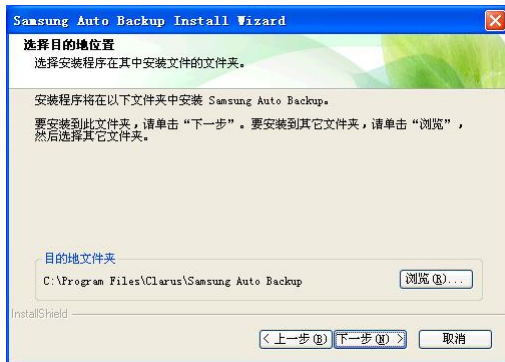 Samsung Auto Backup Install Wizard
选择目的地位置
选择安装程序在其中安装文件的文件夹。
安装程序将在以下文件夹中安装 Samsung Auto Backup。
要安装到此文件夹，请单击“下一步”。要安装到其它文件夹，请单击“浏览”，
然后选择其它文件夹。
目的地文件夹
C:\Program Files\Clarus\Samsung Auto Backup
浏览(R)...
InstallShield
< 上一步(B)
下一步(N) >
取消